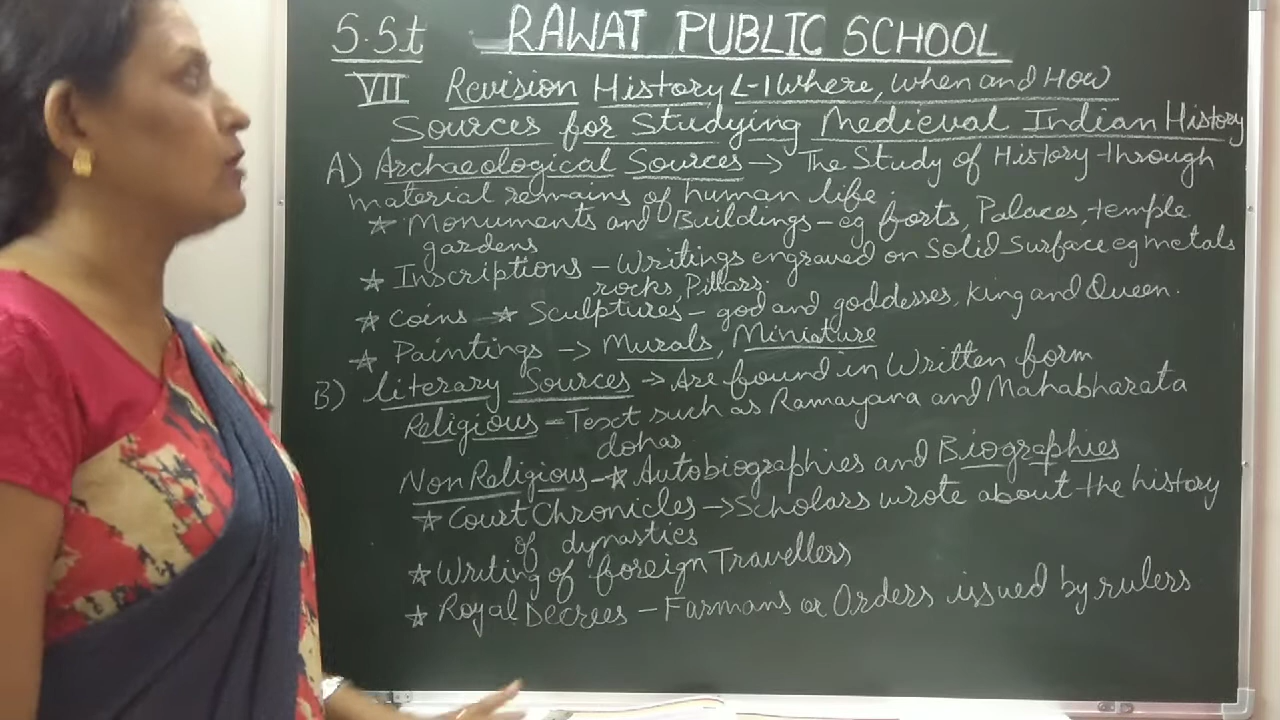 S.St RAWAT PUBLIC SCHOOL
VII Revision History L-1 Where, When and How
Sources for Studying Medieval Indian History
A) Archaeological Sources → The Study of History through
material remains of human life.
* Monuments and Buildings - eg forts, Palaces, temple
gardens
* Inscriptions - Writings engraved on Solid Surface eg metals
rocks, Pillars.
* Coins * Sculptures - god and goddesses, King and Queen.
* Paintings → Murals, Miniature
B) literary Sources → Are found in Written form
Religious - Text such as Ramayana and Mahabharata
dohas
Non Religious - * Autobiographies and Biographies
* Court Chronicles → Scholars wrote about the history
of dynastics
* Writing of foreign Travellers
* Royal Decrees - Farmans or Orders issued by rulers